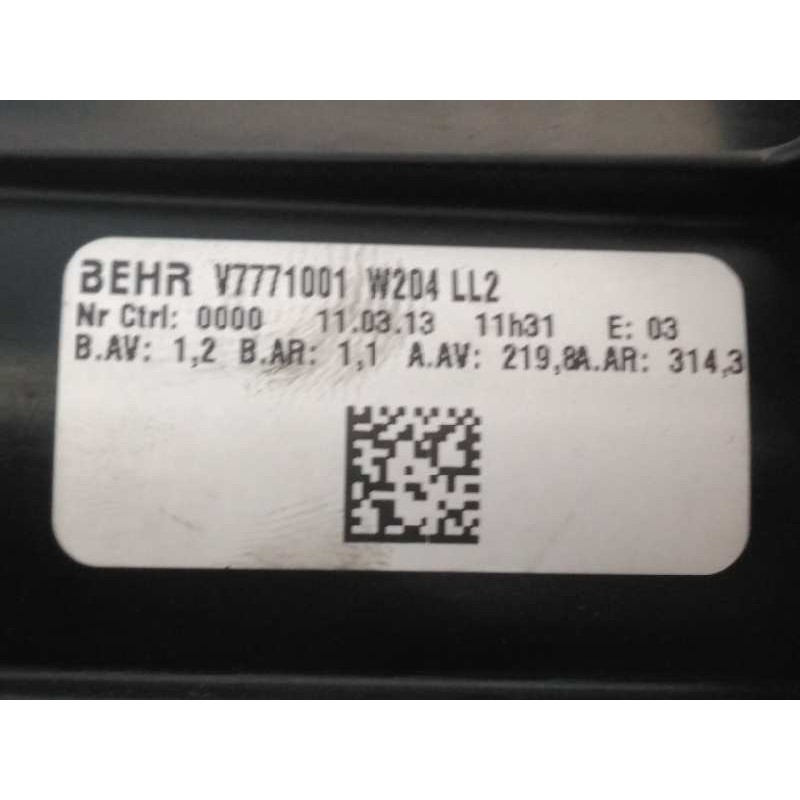 BEHR V7771001 W204 LL2
Nr Ctrl: 0000 11.03.13 11h31 E: 03
B.AV: 1,2 B.AR: 1,1 A.AV: 219,8A.AR: 314,3